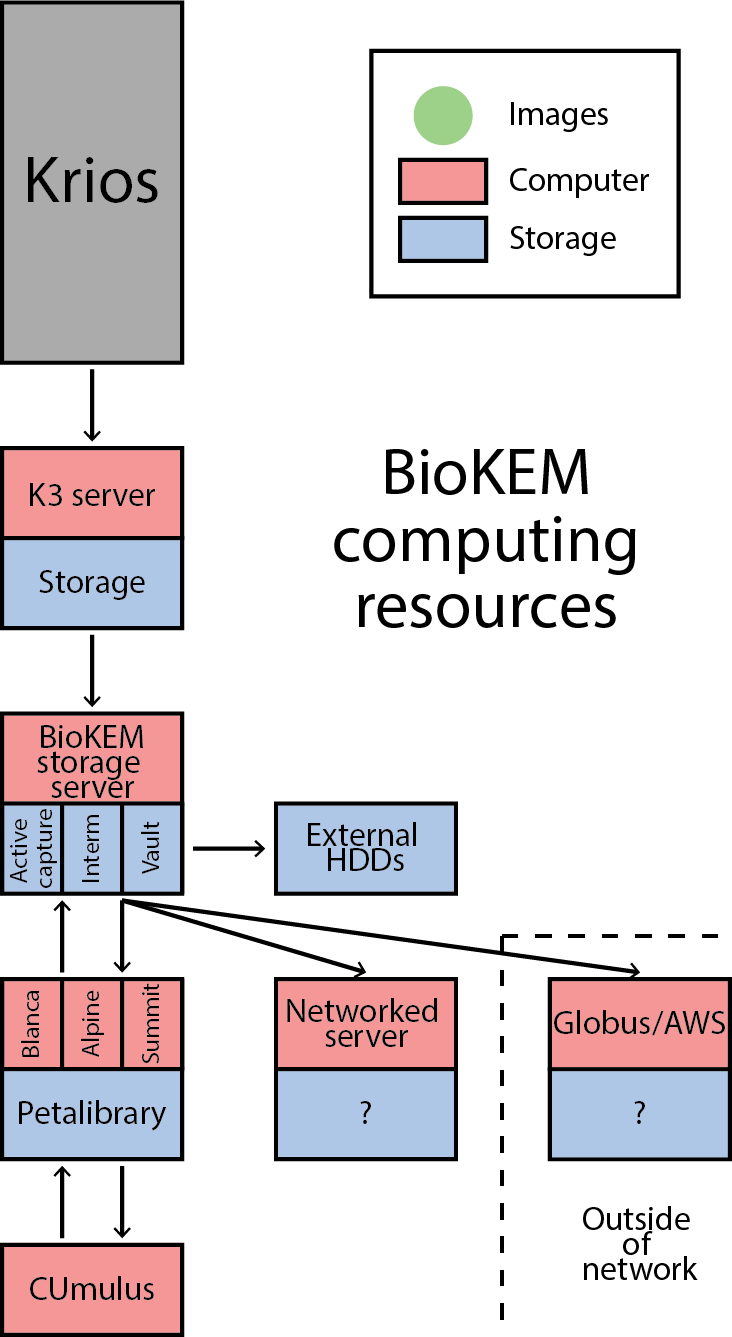 Krios
Images
Computer
Storage
K3 server
Storage
BioKEM
computing
resources
BioKEM
storage
server
Active
capture
Interm
Vault
External
HDDs
Blanca
Alpine
Summit
Petalibrary
Networked
server
?
Globus/AWS
?
Outside
of
network
CUmulus